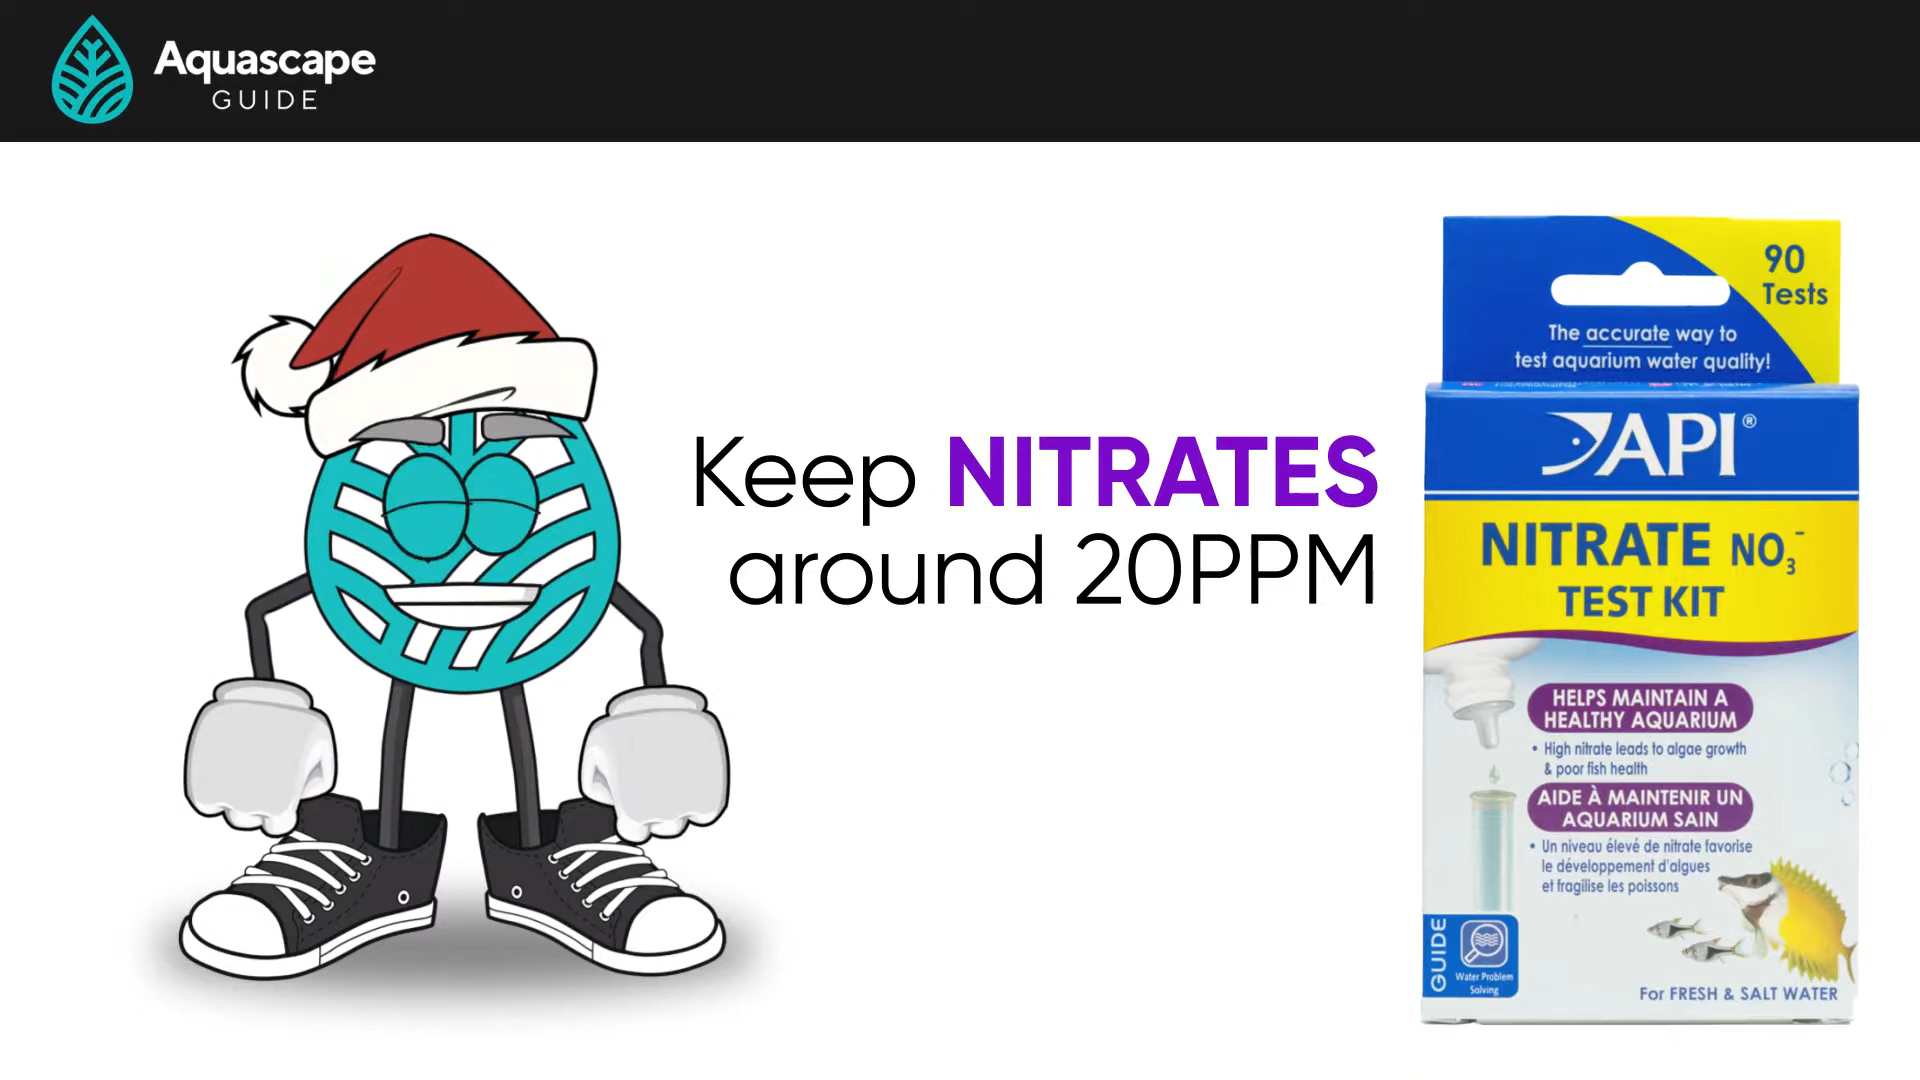 Aquascape
GUIDE
Keep NITRATES
around 20PPM
90
Tests
The accurate way to
test aquarium water quality!
API®
NITRATE NO₃⁻
TEST KIT
HELPS MAINTAIN A
HEALTHY AQUARIUM
• High nitrate leads to algae growth
& poor fish health
AIDE À MAINTENIR UN
AQUARIUM SAIN
• Un niveau élevé de nitrate favorise
le développement d'algues
et fragilise les poissons
GUIDE
Water Problem
Solving
For FRESH & SALT WATER